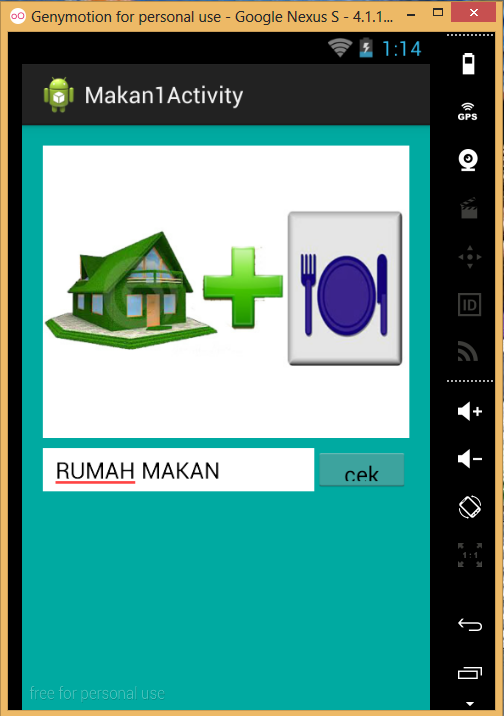 Genymotion for personal use - Google Nexus S - 4.1.1...
1:14
Makan1Activity
GPS
ID
RUMAH MAKAN
cek
1:1
free for personal use